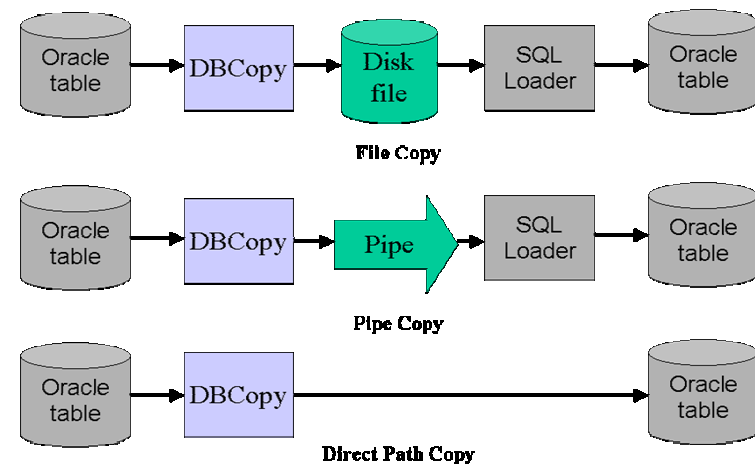 Oracle
table
DBCopy
Disk
file
SQL
Loader
Oracle
table
File Copy
Oracle
table
DBCopy
Pipe
SQL
Loader
Oracle
table
Pipe Copy
Oracle
table
DBCopy
Oracle
table
Direct Path Copy